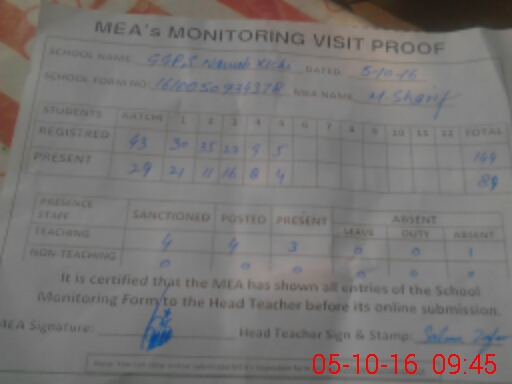 MEA's MONITORING VISIT PROOF
SCHOOL NAME: GGPS Nawab Kachi DATED 5-10-16
SCHOOL FORM NO: MEA NAME M. Sharif
STUDENTS KATCHI 1 2 3 4 5 6 7 8 9 10 11 12 TOTAL
REGISTRED 43 30 35 22 9 5 144
PRESENT 29 21 11 16 8 4 89
PRESENCE STAFF SANCTIONED POSTED PRESENT ABSENT
LEAVE DUTY ABSENT
TEACHING 4 4 3 0 0 1
NON-TEACHING 0 0 0 0 0 0
It is certified that the MEA has shown all entries of the School
Monitoring Form to the Head Teacher before its online submission.
MEA Signature: Head Teacher Sign & Stamp:
05-10-16 09:45